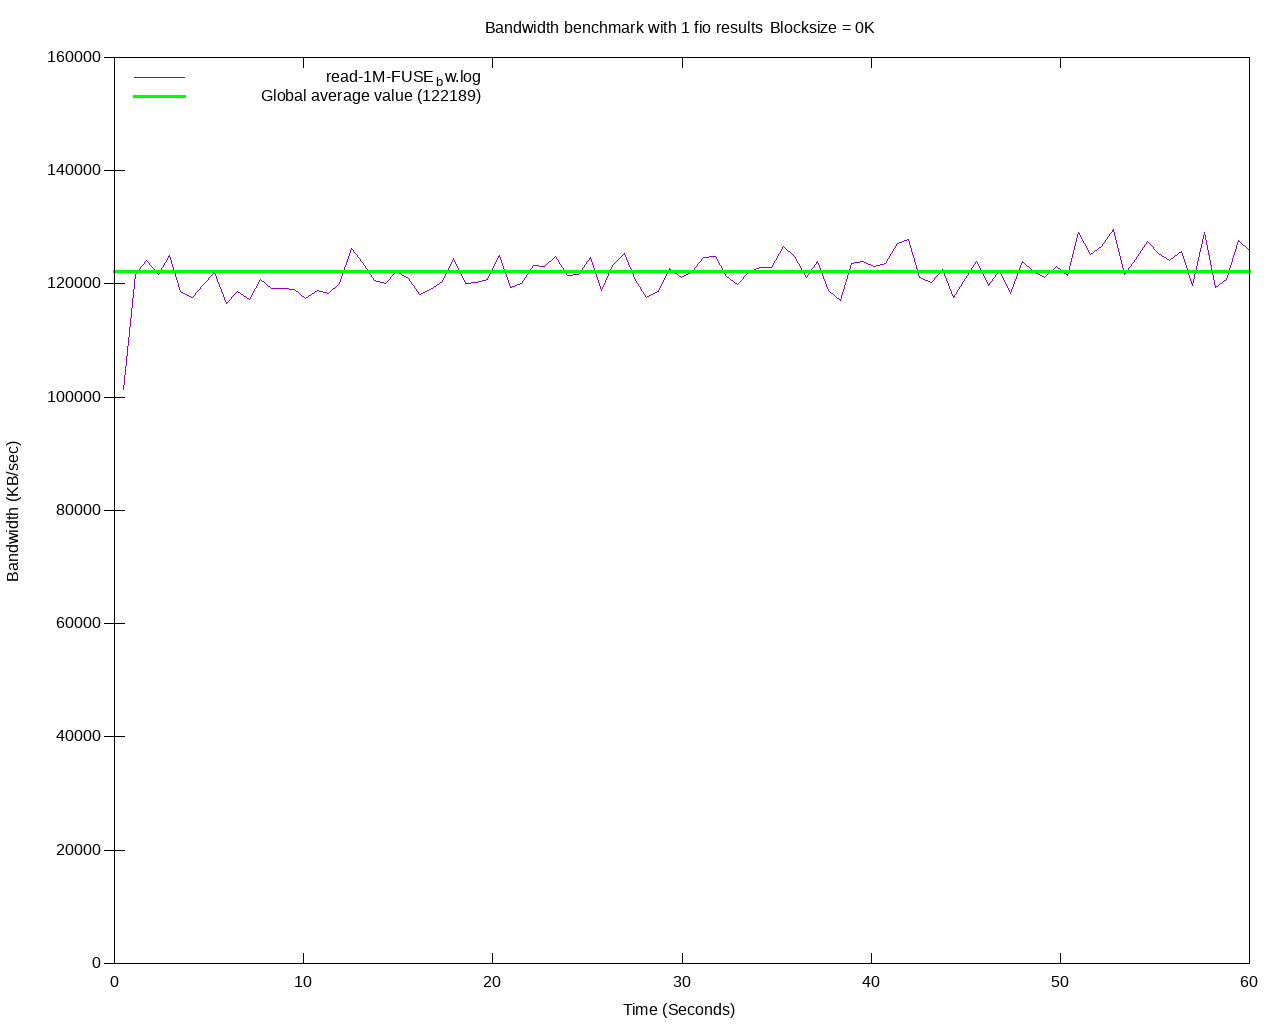 Bandwidth benchmark with 1 fio results Blocksize = 0K
160000
read-1M-FUSE_bw.log
Global average value (122189)
140000
120000
100000
80000
60000
40000
20000
0
Bandwidth (KB/sec)
0 10 20 30 40 50 60
Time (Seconds)